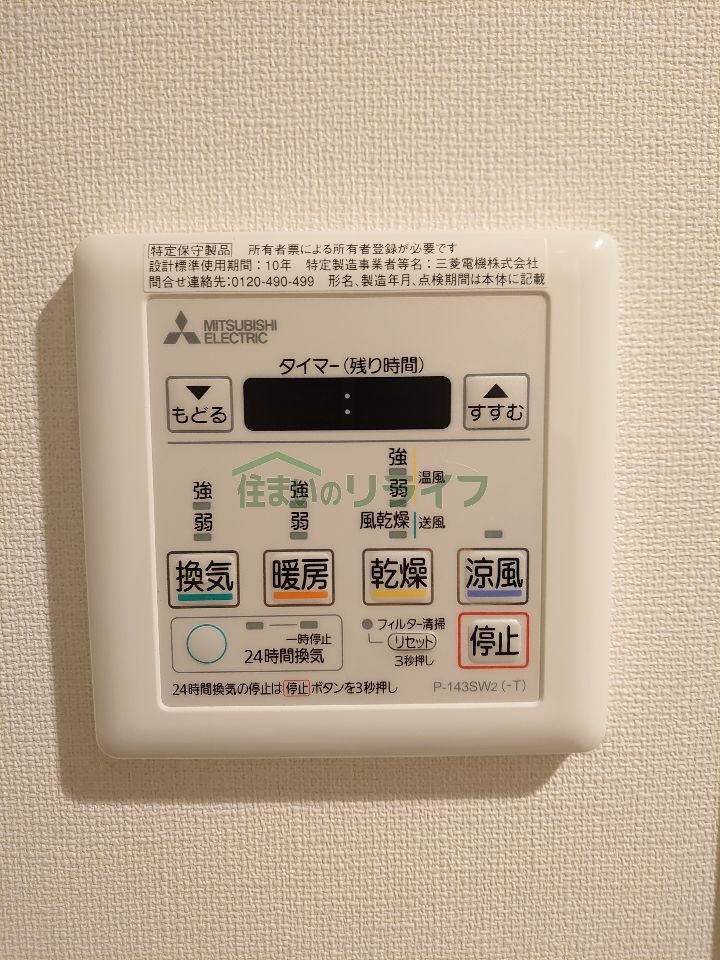 特定保守製品 所有者票による所有者登録が必要です
設計標準使用期間：10年 特定製造事業者等名：三菱電機株式会社
問合せ連絡先:0120-490-499 形名、製造年月、点検期間は本体に記載
MITSUBISHI
ELECTRIC
タイマー(残り時間)
▼ ▲
もどる : すすむ
強
温風
強 強 弱
住まいのリライフ
弱 弱 風乾燥 送風
換気 暖房 乾燥 涼風
フィルター清掃
一時停止 リセット 停止
24時間換気 3秒押し
24時間換気の停止は停止ボタンを3秒押し P-143SW2(-T)